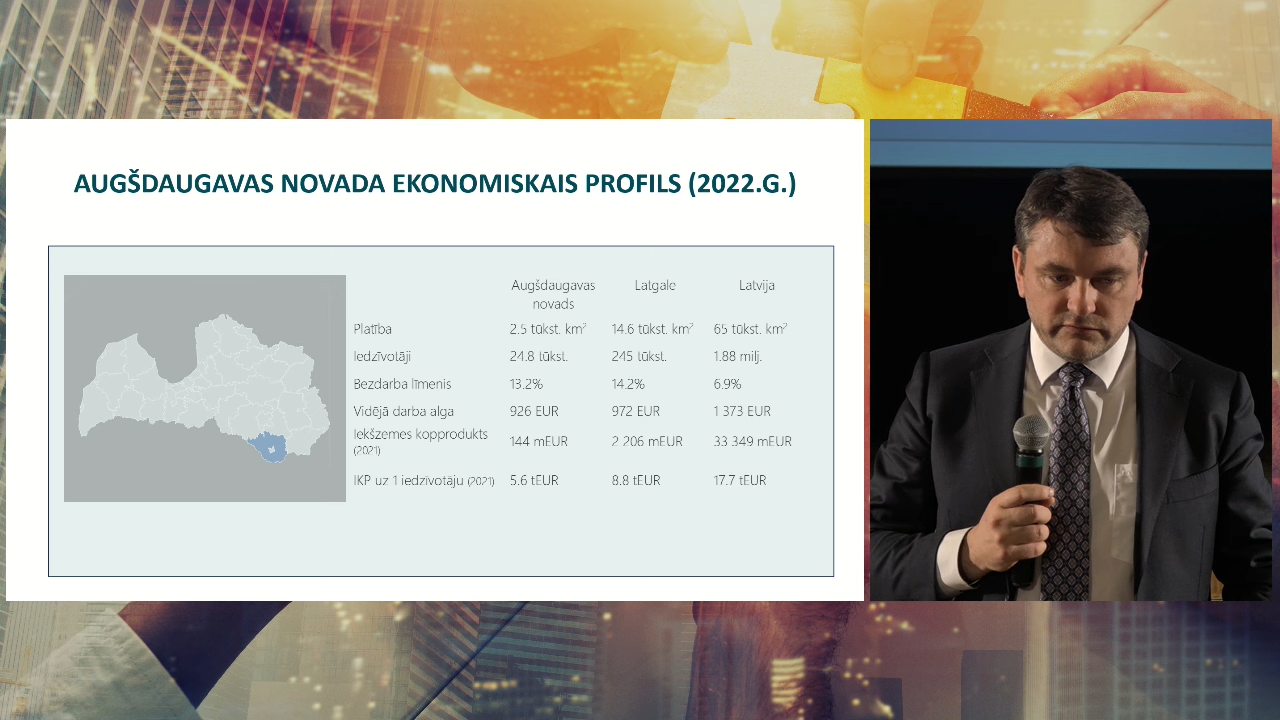 AUGŠDAUGAVAS NOVADA EKONOMISKAIS PROFILS (2022.G.)
Augšdaugavas novads Latgale Latvija
Platība 2.5 tūkst. km² 14.6 tūkst. km² 65 tūkst. km²
Iedzīvotāji 24.8 tūkst. 245 tūkst. 1.88 milj.
Bezdarba līmenis 13.2% 14.2% 6.9%
Vidējā darba alga 926 EUR 972 EUR 1 373 EUR
Iekšzemes kopprodukts (2021) 144 mEUR 2 206 mEUR 33 349 mEUR
IKP uz 1 iedzīvotāju (2021) 5.6 tEUR 8.8 tEUR 17.7 tEUR